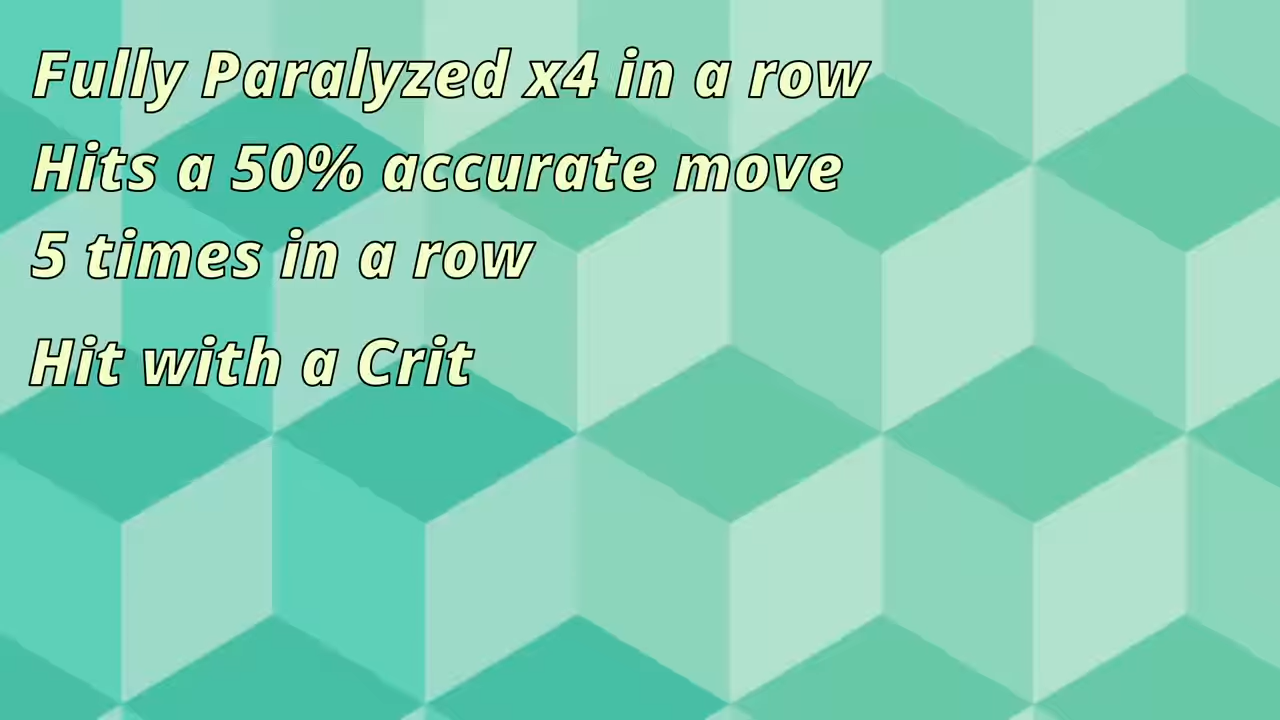 Fully Paralyzed x4 in a row
Hits a 50% accurate move
5 times in a row
Hit with a Crit